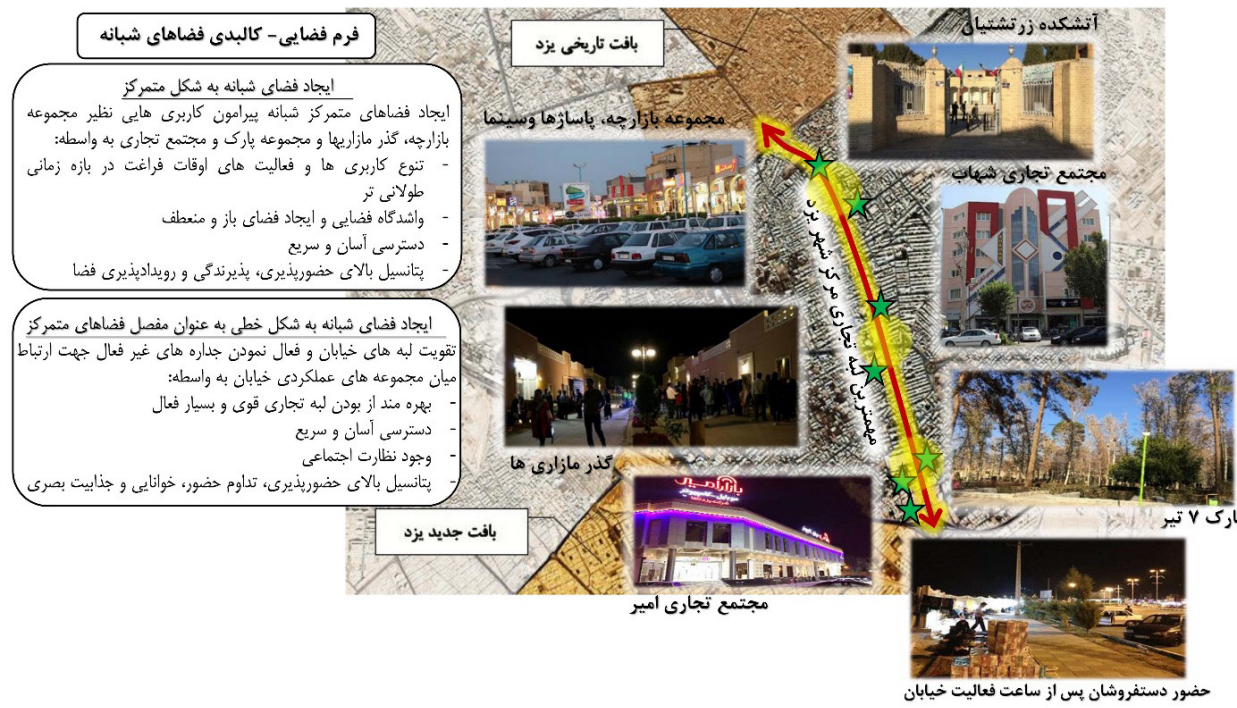 فرم فضایی- کالبدی فضاهای شبانه
ایجاد فضای شبانه به شکل متمرکز
ایجاد فضاهای متمرکز شبانه پیرامون کاربری هایی نظیر مجموعه
بازارچه، گذر مازاریها و مجموعه پارک و مجتمع تجاری به واسطه:
- تنوع کاربری ها و فعالیت های اوقات فراغت در بازه زمانی
طولانی تر
- واشدگاه فضایی و ایجاد فضای باز و منعطف
- دسترسی آسان و سریع
- پتانسیل بالای حضورپذیری، پذیرندگی و رویدادپذیری فضا
ایجاد فضای شبانه به شکل خطی به عنوان مفصل فضاهای متمرکز
تقویت لبه های خیابان و فعال نمودن جداره های غیر فعال جهت ارتباط
میان مجموعه های عملکردی خیابان به واسطه:
- بهره مند از بودن لبه تجاری قوی و بسیار فعال
- دسترسی آسان و سریع
- وجود نظارت اجتماعی
- پتانسیل بالای حضورپذیری، تداوم حضور، خوانایی و جذابیت بصری
بافت تاریخی یزد
آتشکده زرتشتیان
مجموعه بازارچه، پاساژها وسینما
مجتمع تجاری شهاب
مهمترین لبه تجاری مرکز شهر یزد
گذر مازاری ها
پارک ۷ تیر
بافت جدید یزد
مجتمع تجاری امیر
حضور دستفروشان پس از ساعت فعالیت خیابان